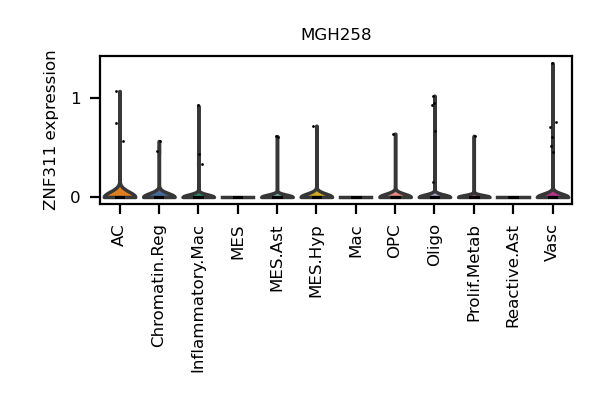 MGH258
ZNF311 expression
1
0
AC
Chromatin.Reg
Inflammatory.Mac
MES
MES.Ast
MES.Hyp
Mac
OPC
Oligo
Prolif.Metab
Reactive.Ast
Vasc